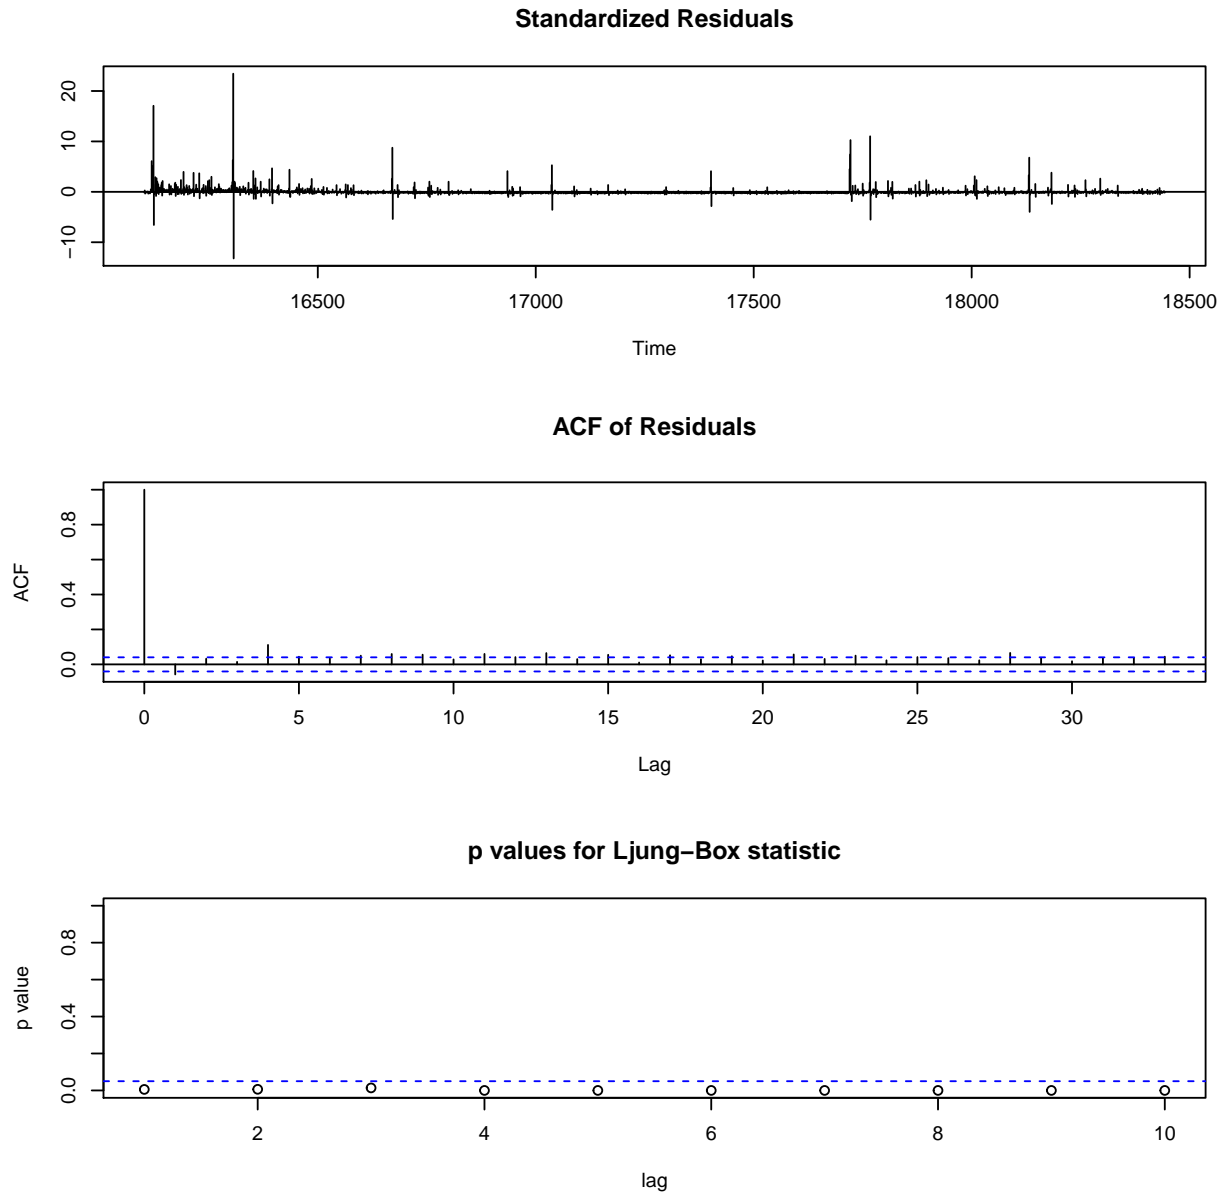 Standardized Residuals
20
10
0
−10
16500 17000 17500 18000 18500
Time
ACF of Residuals
ACF
0.8
0.4
0.0
0 5 10 15 20 25 30
Lag
p values for Ljung−Box statistic
p value
0.8
0.4
0.0
2 4 6 8 10
lag